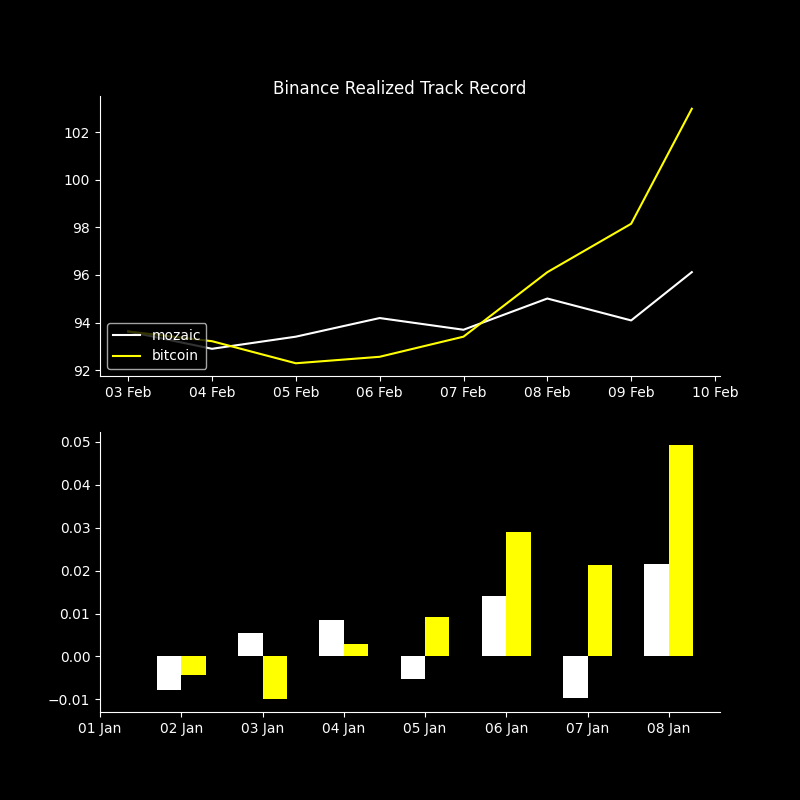 Binance Realized Track Record
102
100
98
96
94
92
mozaic
bitcoin
03 Feb 04 Feb 05 Feb 06 Feb 07 Feb 08 Feb 09 Feb 10 Feb
0.05
0.04
0.03
0.02
0.01
0.00
−0.01
01 Jan 02 Jan 03 Jan 04 Jan 05 Jan 06 Jan 07 Jan 08 Jan